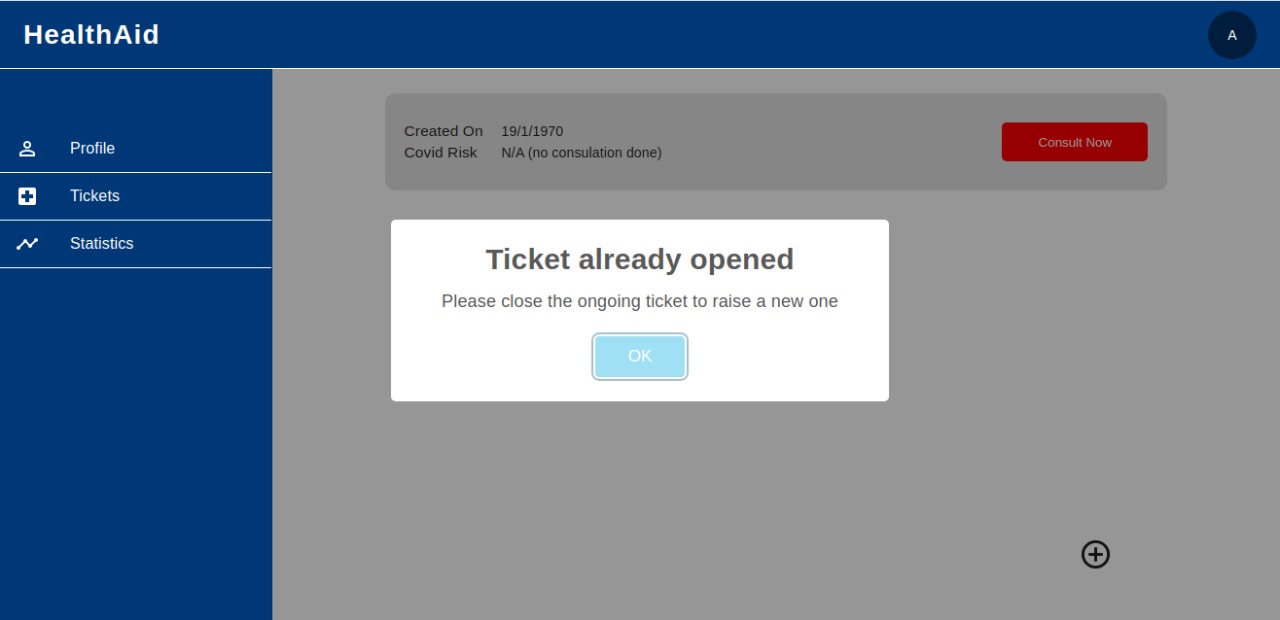 HealthAid
A
Profile
Tickets
Statistics
Created On 19/1/1970
Covid Risk N/A (no consulation done)
Consult Now
Ticket already opened
Please close the ongoing ticket to raise a new one
OK